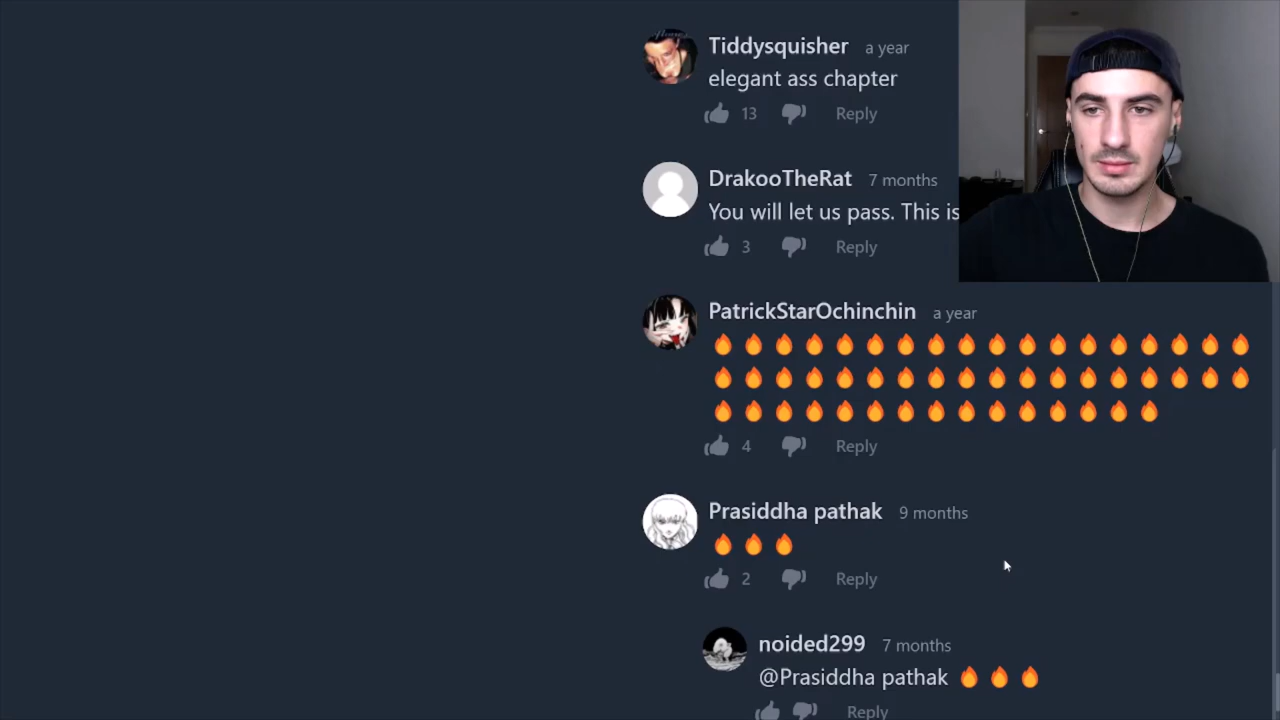 Tiddysquisher a year
elegant ass chapter
13 Reply
DrakooTheRat 7 months
You will let us pass. This is
3 Reply
PatrickStarOchinchin a year
🔥 🔥 🔥 🔥 🔥 🔥 🔥 🔥 🔥 🔥 🔥 🔥 🔥 🔥 🔥 🔥 🔥 🔥
🔥 🔥 🔥 🔥 🔥 🔥 🔥 🔥 🔥 🔥 🔥 🔥 🔥 🔥 🔥 🔥 🔥 🔥
🔥 🔥 🔥 🔥 🔥 🔥 🔥 🔥 🔥 🔥 🔥 🔥 🔥 🔥 🔥
4 Reply
Prasiddha pathak 9 months
🔥 🔥 🔥
2 Reply
noided299 7 months
@Prasiddha pathak 🔥 🔥 🔥
Reply